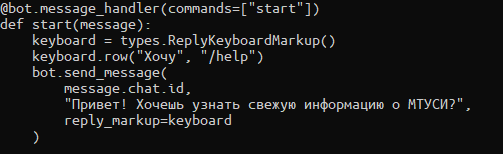 @bot.message_handler(commands=["start"])
def start(message):
    keyboard = types.ReplyKeyboardMarkup()
    keyboard.row("Хочу", "/help")
    bot.send_message(
        message.chat.id,
        "Привет! Хочешь узнать свежую информацию о МТУСИ?",
        reply_markup=keyboard
    )